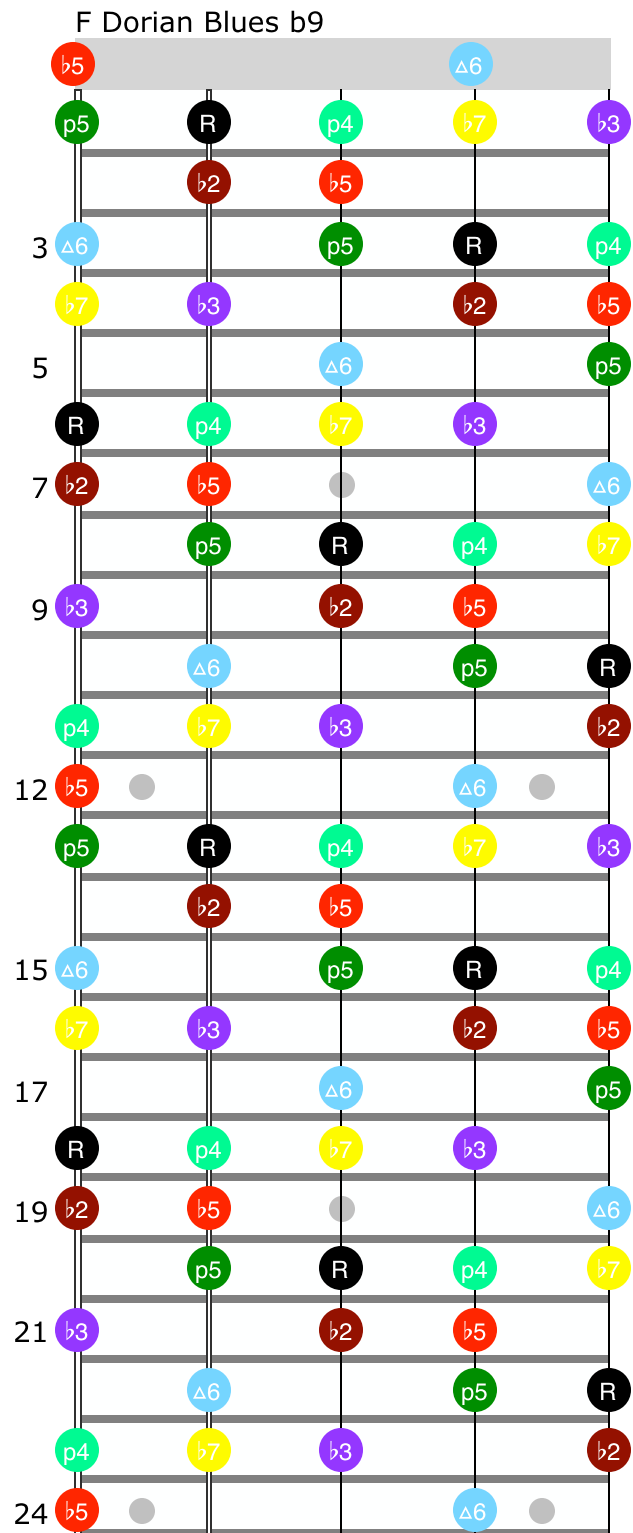 F Dorian Blues b9
♭5 △6
p5 R p4 ♭7 ♭3
♭2 ♭5
3 △6 p5 R p4
♭7 ♭3 ♭2 ♭5
5 △6 p5
R p4 ♭7 ♭3
7 ♭2 ♭5 △6
p5 R p4 ♭7
9 ♭3 ♭2 ♭5
△6 p5 R
p4 ♭7 ♭3 ♭2
12 ♭5 △6
p5 R p4 ♭7 ♭3
♭2 ♭5
15 △6 p5 R p4
♭7 ♭3 ♭2 ♭5
17 △6 p5
R p4 ♭7 ♭3
19 ♭2 ♭5 △6
p5 R p4 ♭7
21 ♭3 ♭2 ♭5
△6 p5 R
p4 ♭7 ♭3 ♭2
24 ♭5 △6